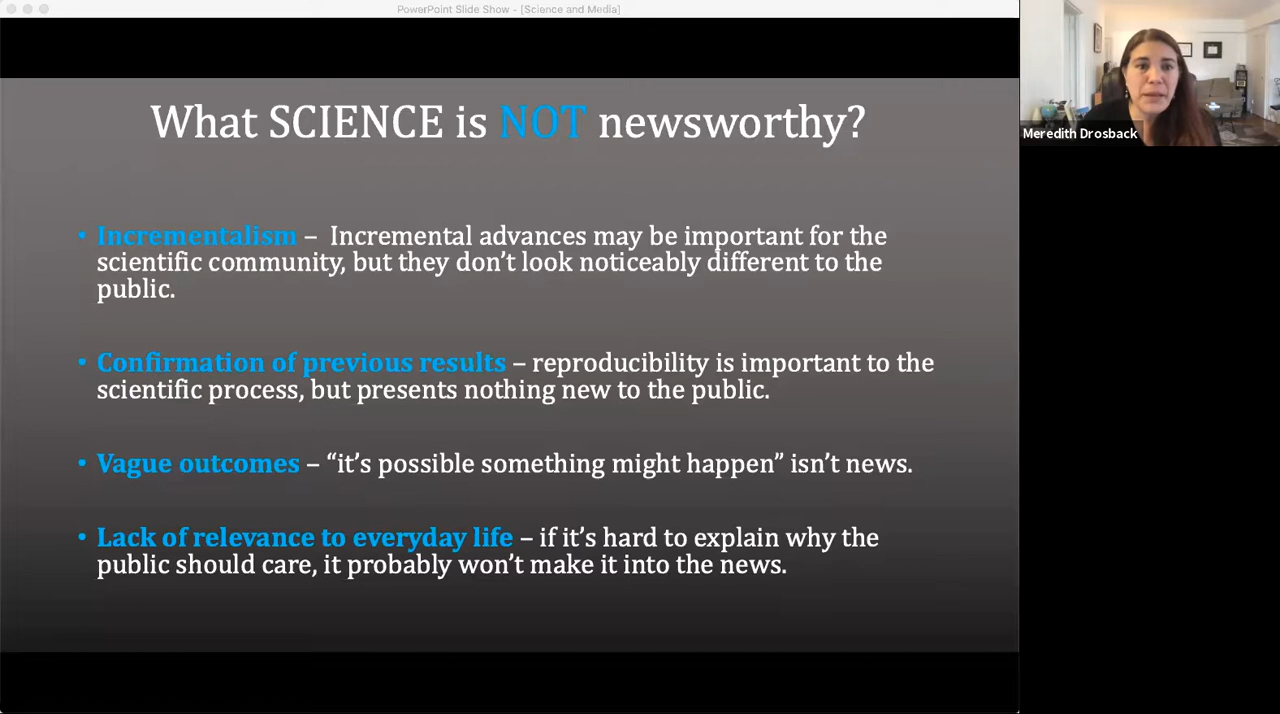 PowerPoint Slide Show - [Science and Media]
What SCIENCE is NOT newsworthy?
• Incrementalism – Incremental advances may be important for the
scientific community, but they don’t look noticeably different to the
public.
• Confirmation of previous results – reproducibility is important to the
scientific process, but presents nothing new to the public.
• Vague outcomes – “it’s possible something might happen” isn’t news.
• Lack of relevance to everyday life – if it’s hard to explain why the
public should care, it probably won’t make it into the news.
Meredith Drosback